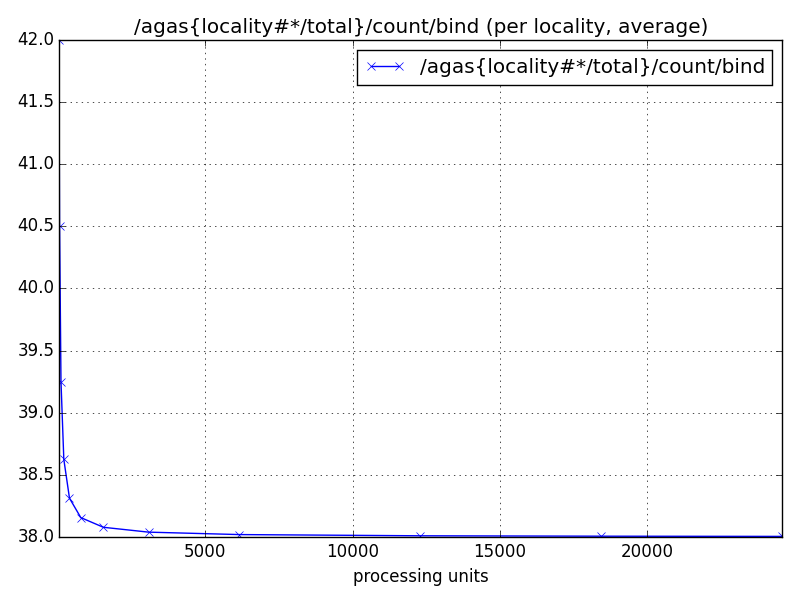 /agas{locality#*/total}/count/bind (per locality, average)
/agas{locality#*/total}/count/bind
42.0
41.5
41.0
40.5
40.0
39.5
39.0
38.5
38.0
5000 10000 15000 20000
processing units